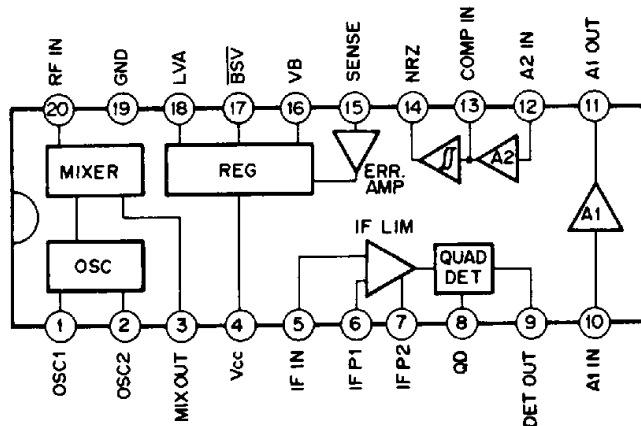 RF IN
GND
LVA
BSV
VB
SENSE
NRZ
COMP IN
A2 IN
A1 OUT
20
19
18
17
16
15
14
13
12
11
MIXER
REG
ERR.
AMP
A2
A1
OSC
IF LIM
QUAD
DET
1
2
3
4
5
6
7
8
9
10
OSC1
OSC2
MIX OUT
Vcc
IF IN
IF P1
IF P2
QD
DET OUT
A1 IN